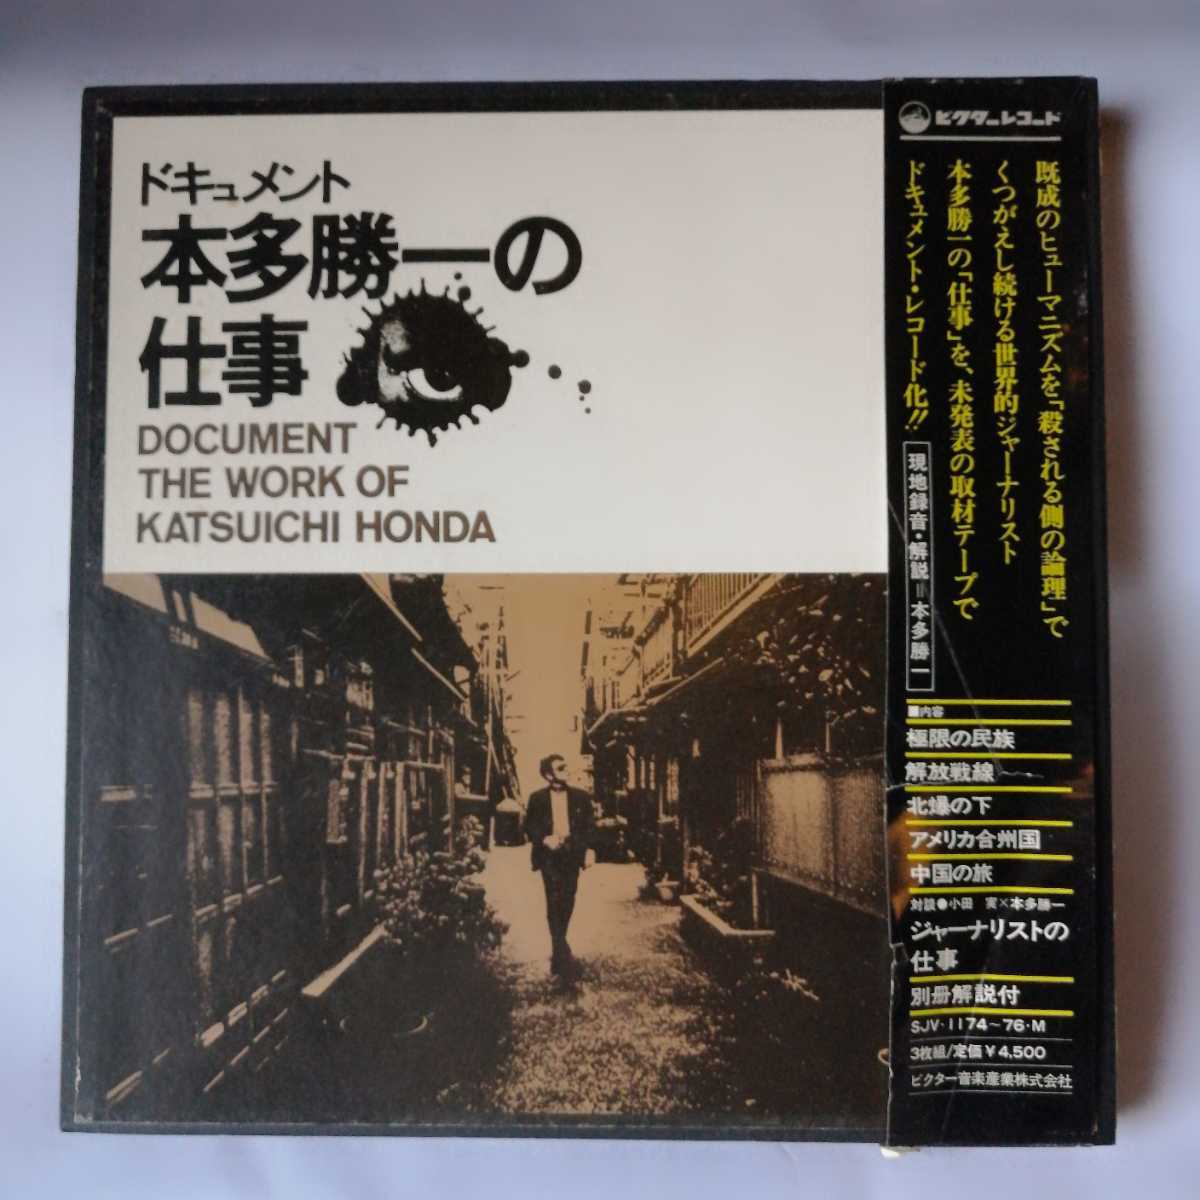 ドキュメント
本多勝一の
仕事
DOCUMENT
THE WORK OF
KATSUICHI HONDA
ビクターレコード
既成のヒューマニズムを「殺される側の論理」で
くつがえし続ける世界的ジャーナリスト
本多勝一の「仕事」を、未発表の取材テープで
ドキュメント・レコード化!!
現地録音・解説＝本多勝一
■内容
極限の民族
解放戦線
北爆の下
アメリカ合州国
中国の旅
対談●小田 実×本多勝一
ジャーナリストの
仕事
別冊解説付
SJV・1174～76・M
3枚組/定価￥4,500
ビクター音楽産業株式会社